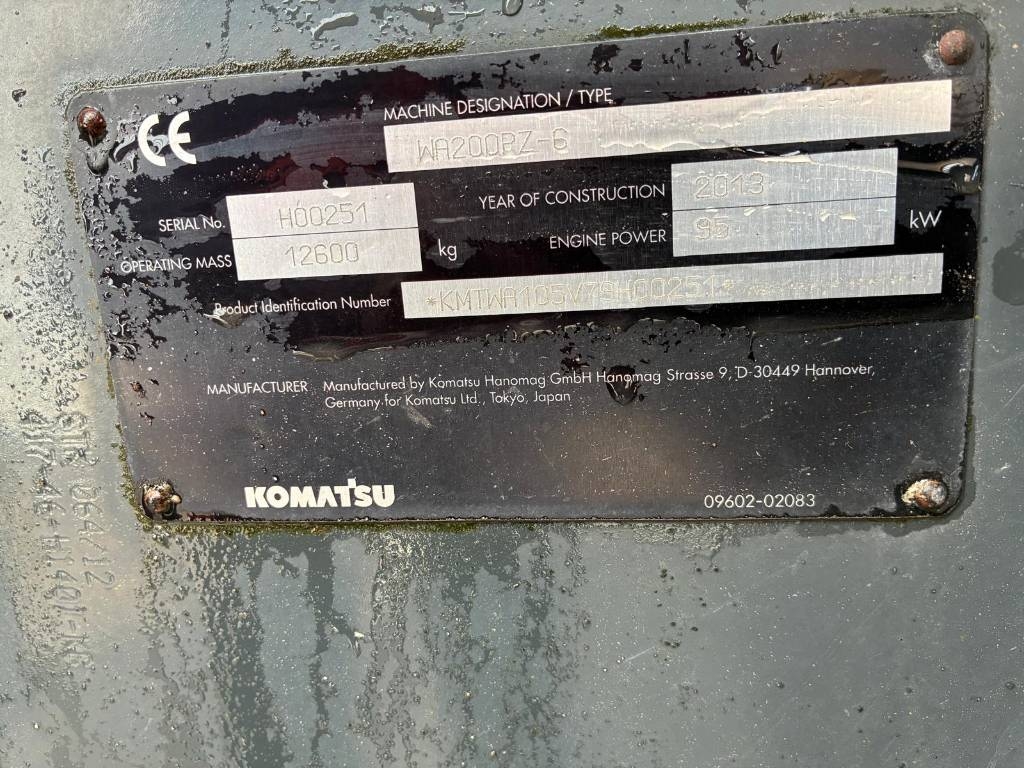 CE
MACHINE DESIGNATION / TYPE
WA200PZ-6
SERIAL No. H00251
YEAR OF CONSTRUCTION 2013
OPERATING MASS 12600 kg
ENGINE POWER 95 kW
Product Identification Number
MANUFACTURER Manufactured by Komatsu Hanomag GmbH Hanomag Strasse 9, D-30449 Hannover,
Germany for Komatsu Ltd., Tokyo, Japan
KOMATSU
09602-02083